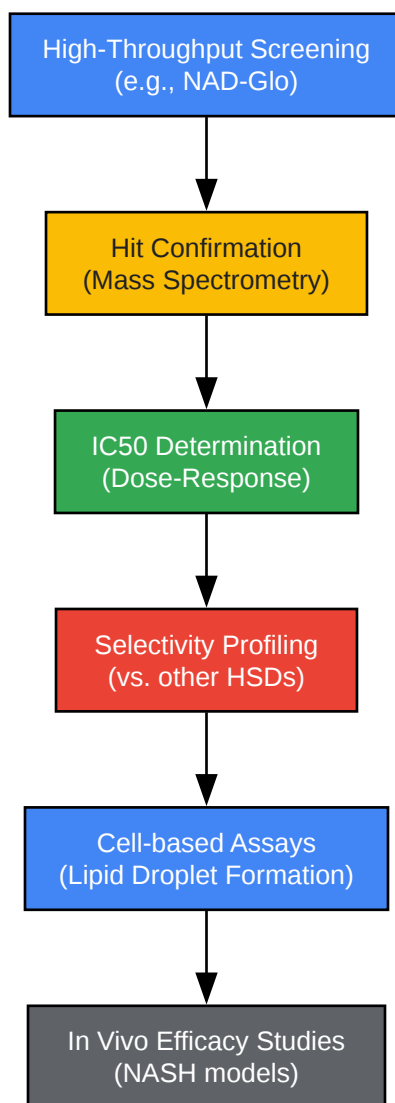 High-Throughput Screening
(e.g., NAD-Glo)
Hit Confirmation
(Mass Spectrometry)
IC50 Determination
(Dose-Response)
Selectivity Profiling
(vs. other HSDs)
Cell-based Assays
(Lipid Droplet Formation)
In Vivo Efficacy Studies
(NASH models)